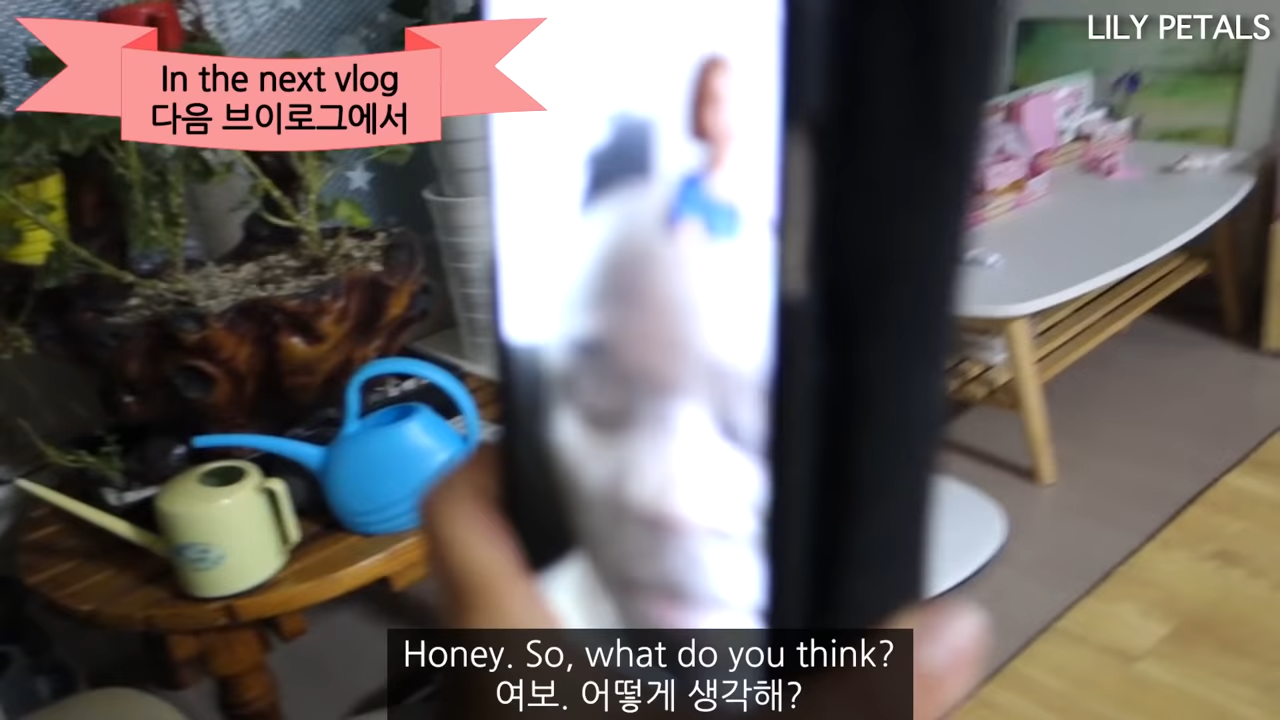 LILY PETALS
In the next vlog
다음 브이로그에서
Honey. So, what do you think?
여보. 어떻게 생각해?